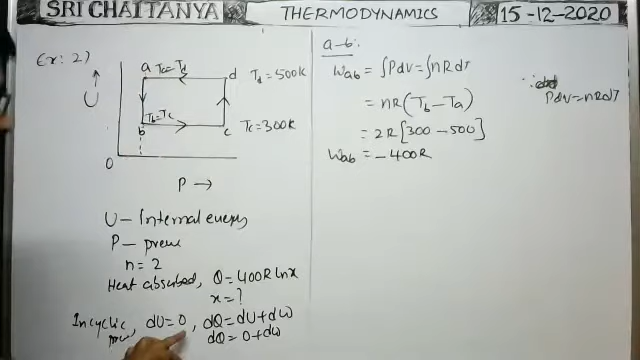 SRI CHAITANYA THERMODYNAMICS 15-12-2020
Ex: 2)
a Ta=Td d Td=500K
↑
U
Tb=Tc
b c Tc=300K
0
P →
U - Internal energy
P -
n=2
Heat absorbed, Q=400R lnx
x=?
In cyclic dU=0, dQ=dU+dW
dQ=0+dW
a-b:
Wab = ∫Pdv=∫nRdT
= nR(Tb-Ta)
= 2R[300-500]
Wab = -400R
∵
Pdv=nRdT